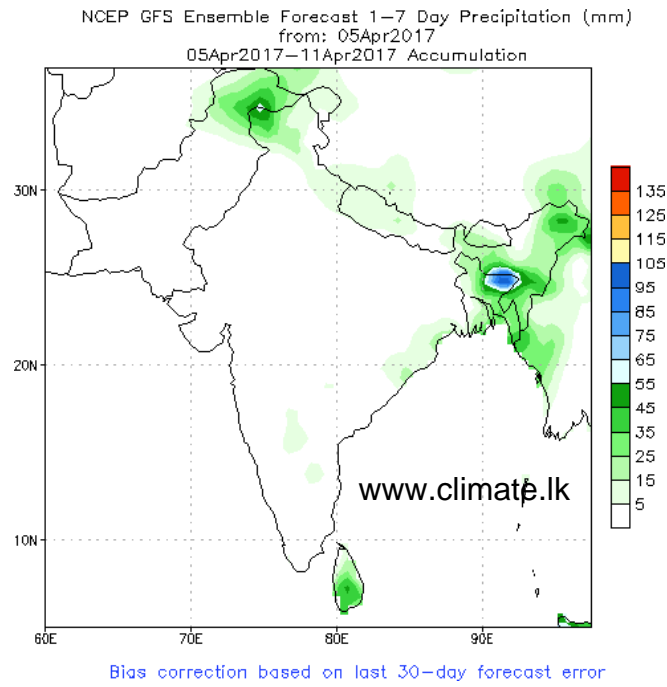 NCEP GFS Ensemble Forecast 1-7 Day Precipitation (mm)
from: 05Apr2017
05Apr2017-11Apr2017 Accumulation
30N
20N
10N
60E 70E 80E 90E
www.climate.lk
135
125
115
105
95
85
75
65
55
45
35
25
15
5
Bias correction based on last 30-day forecast error